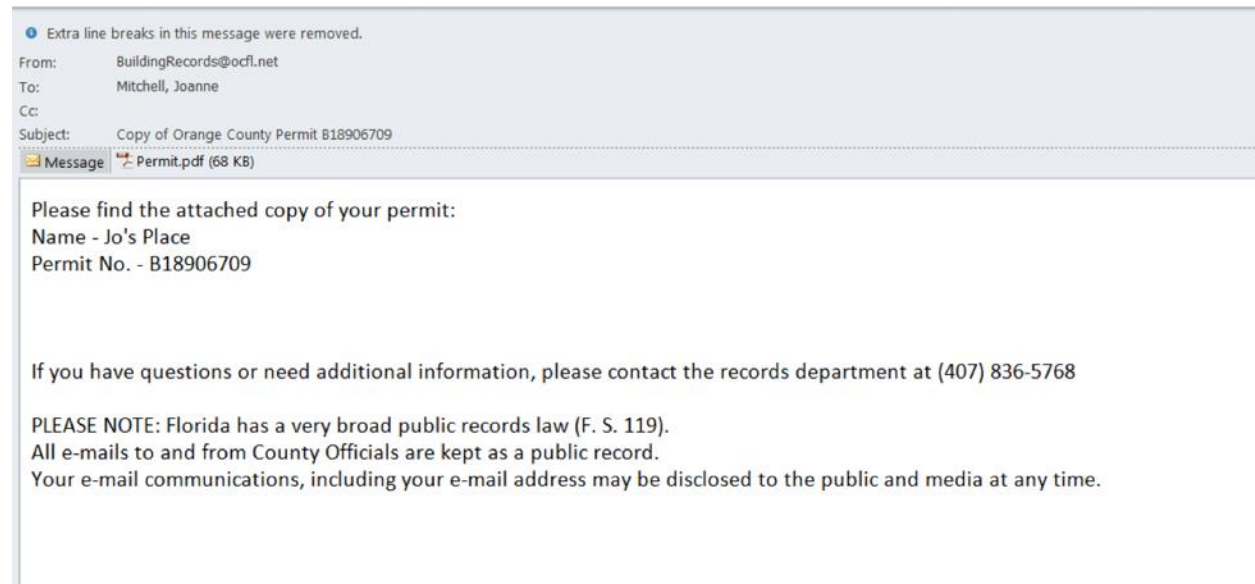 Extra line breaks in this message were removed.
From: BuildingRecords@ocfl.net
To: Mitchell, Joanne
Cc:
Subject: Copy of Orange County Permit B18906709
Message Permit.pdf (68 KB)
Please find the attached copy of your permit:
Name - Jo's Place
Permit No. - B18906709
If you have questions or need additional information, please contact the records department at (407) 836-5768
PLEASE NOTE: Florida has a very broad public records law (F. S. 119).
All e-mails to and from County Officials are kept as a public record.
Your e-mail communications, including your e-mail address may be disclosed to the public and media at any time.